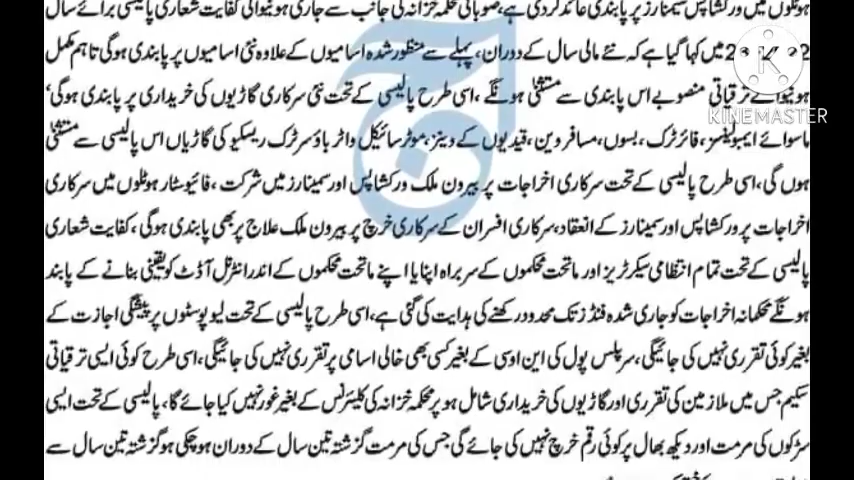 ہوٹلوں میں ورکشاپس سیمینارز پر پابندی عائد کردی ہے، صوبائی محکمہ خزانہ کی جانب سے جاری ہونیوالی کفایت شعاری پالیسی برائے سال
میں کہا گیا ہے کہ نئے مالی سال کے دوران، پہلے سے منظور شدہ اسامیوں کے علاوہ نئی اسامیوں پر پابندی ہوگی تاہم مکمل
ہونیوالے ترقیاتی منصوبے اس پابندی سے مستثنیٰ ہونگے، اسی طرح پالیسی کے تحت نئی سرکاری گاڑیوں کی خریداری پر پابندی ہوگی،
ماسوائے ایمبولینسز، فائر ٹرک، بسوں، مسافر وین، قیدیوں کے وینز، موٹرسائیکل واٹر باؤسر ٹرک ریسکیو کی گاڑیاں اس پالیسی سے مستثنیٰ
ہوں گی، اسی طرح پالیسی کے تحت سرکاری اخراجات پر بیرون ملک ورکشاپس اور سمینارز میں شرکت، فائیو سٹار ہوٹلوں میں سرکاری
اخراجات پر ورکشاپس اور سمینارز کے انعقاد، سرکاری افسران کے سرکاری خرچ پر بیرون ملک علاج پر بھی پابندی ہوگی، کفایت شعاری
پالیسی کے تحت تمام انتظامی سیکرٹریز اور ماتحت محکموں کے سربراہ اپنا یا اپنے ماتحت محکموں کے اندر انٹرنل آڈٹ کو یقینی بنانے کے پابند
ہونگے محکمانہ اخراجات کو جاری شدہ فنڈز تک محدود رکھنے کی ہدایت کی گئی ہے، اسی طرح پالیسی کے تحت لیو پوسٹوں پر پیشگی اجازت کے
بغیر کوئی تقرری نہیں کی جائیگی، سرپلس پول کی این او سی کے بغیر کسی بھی خالی اسامی پر تقرری نہیں کی جائیگی، اسی طرح کوئی ایسی ترقیاتی
سکیم جس میں ملازمین کی تقرری اور گاڑیوں کی خریداری شامل ہو پر محکمہ خزانہ کی کلیئرنس کے بغیر غور نہیں کیا جائے گا، پالیسی کے تحت ایسی
سڑکوں کی مرمت اور دیکھ بھال پر کوئی رقم خرچ نہیں کی جائے گی جس کی مرمت گزشتہ تین سال کے دوران ہوچکی ہو گزشتہ تین سال سے
KINEMASTER